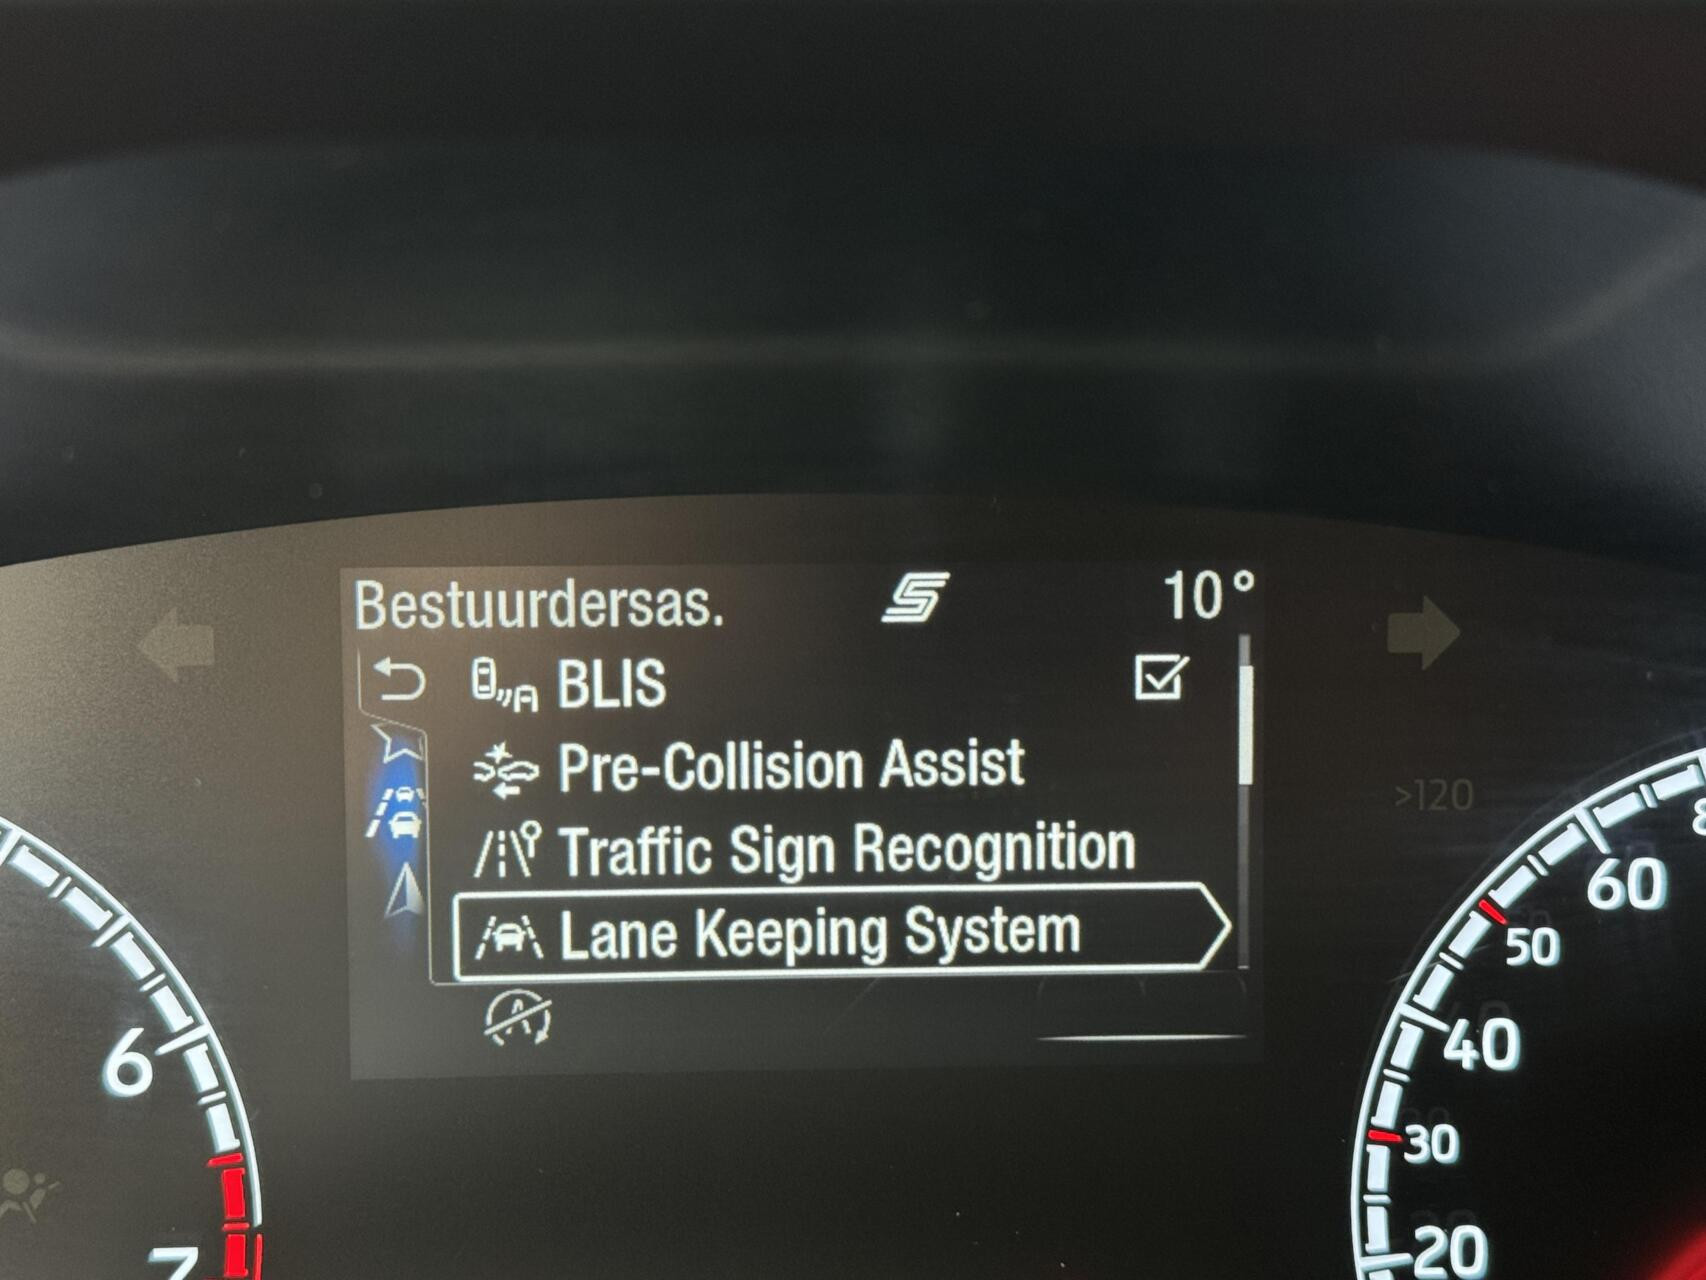 Bestuurdersas. 10°
BLIS
Pre-Collision Assist
Traffic Sign Recognition
Lane Keeping System
>120
60
50
40
30
20
6
7